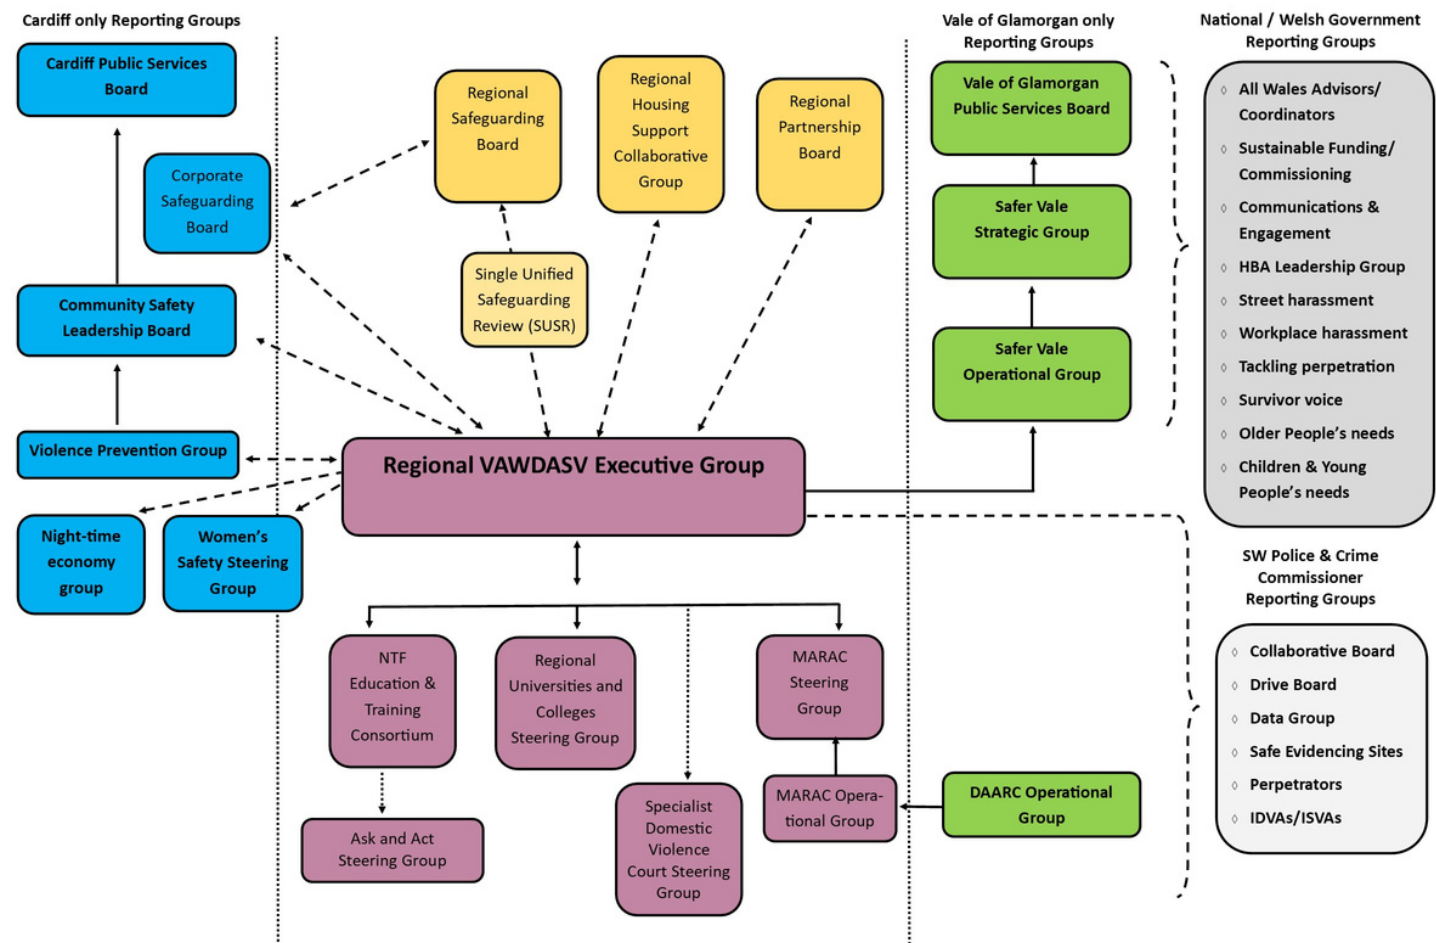 Cardiff only Reporting Groups
Cardiff Public Services
Board
Corporate
Safeguarding
Board
Community Safety
Leadership Board
Violence Prevention Group
Night-time
economy
group
Women's
Safety Steering
Group
Regional
Safeguarding
Board
Regional
Housing
Support
Collaborative
Group
Regional
Partnership
Board
Single Unified
Safeguarding
Review (SUSR)
Regional VAWDASV Executive Group
NTF
Education &
Training
Consortium
Regional
Universities and
Colleges
Steering Group
MARAC
Steering
Group
Ask and Act
Steering Group
Specialist
Domestic
Violence
Court Steering
Group
MARAC Opera-
tional Group
Vale of Glamorgan only
Reporting Groups
Vale of Glamorgan
Public Services Board
Safer Vale
Strategic Group
Safer Vale
Operational Group
DAARC Operational
Group
National / Welsh Government
Reporting Groups
◊ All Wales Advisors/
Coordinators
◊ Sustainable Funding/
Commissioning
◊ Communications &
Engagement
◊ HBA Leadership Group
◊ Street harassment
◊ Workplace harassment
◊ Tackling perpetration
◊ Survivor voice
◊ Older People's needs
◊ Children & Young
People's needs
SW Police & Crime
Commissioner
Reporting Groups
◊ Collaborative Board
◊ Drive Board
◊ Data Group
◊ Safe Evidencing Sites
◊ Perpetrators
◊ IDVAs/ISVAs